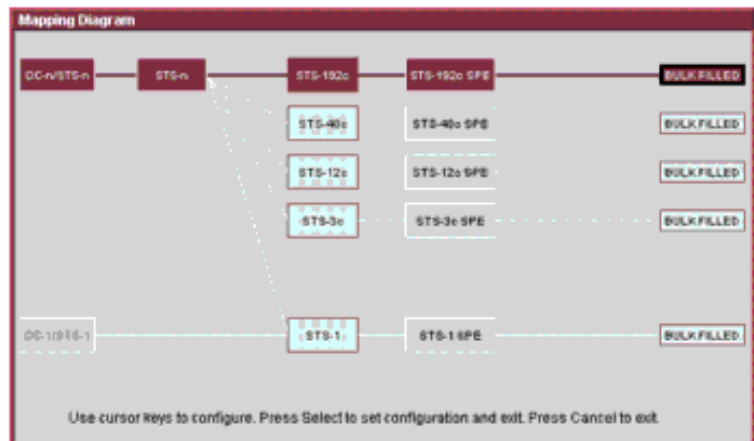 Mapping Diagram
OC-n/STS-n STS-n STS-192c STS-192c SPE BULK FILLED
STS-48c STS-48c SPE BULK FILLED
STS-12c STS-12c SPE BULK FILLED
STS-3c STS-3c SPE BULK FILLED
STS-1 STS-1 SPE BULK FILLED
Use cursor keys to configure. Press Select to set configuration and exit. Press Cancel to exit.